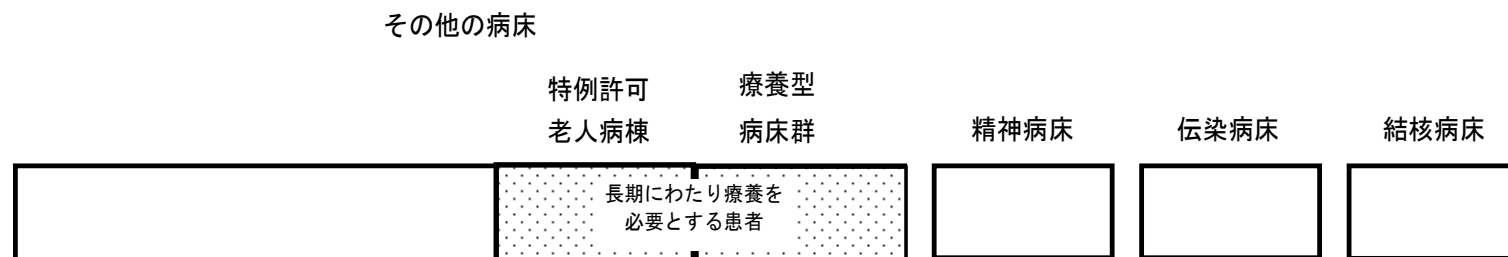 その他の病床
特例許可
老人病棟
療養型
病床群
精神病床
伝染病床
結核病床
長期にわたり療養を
必要とする患者